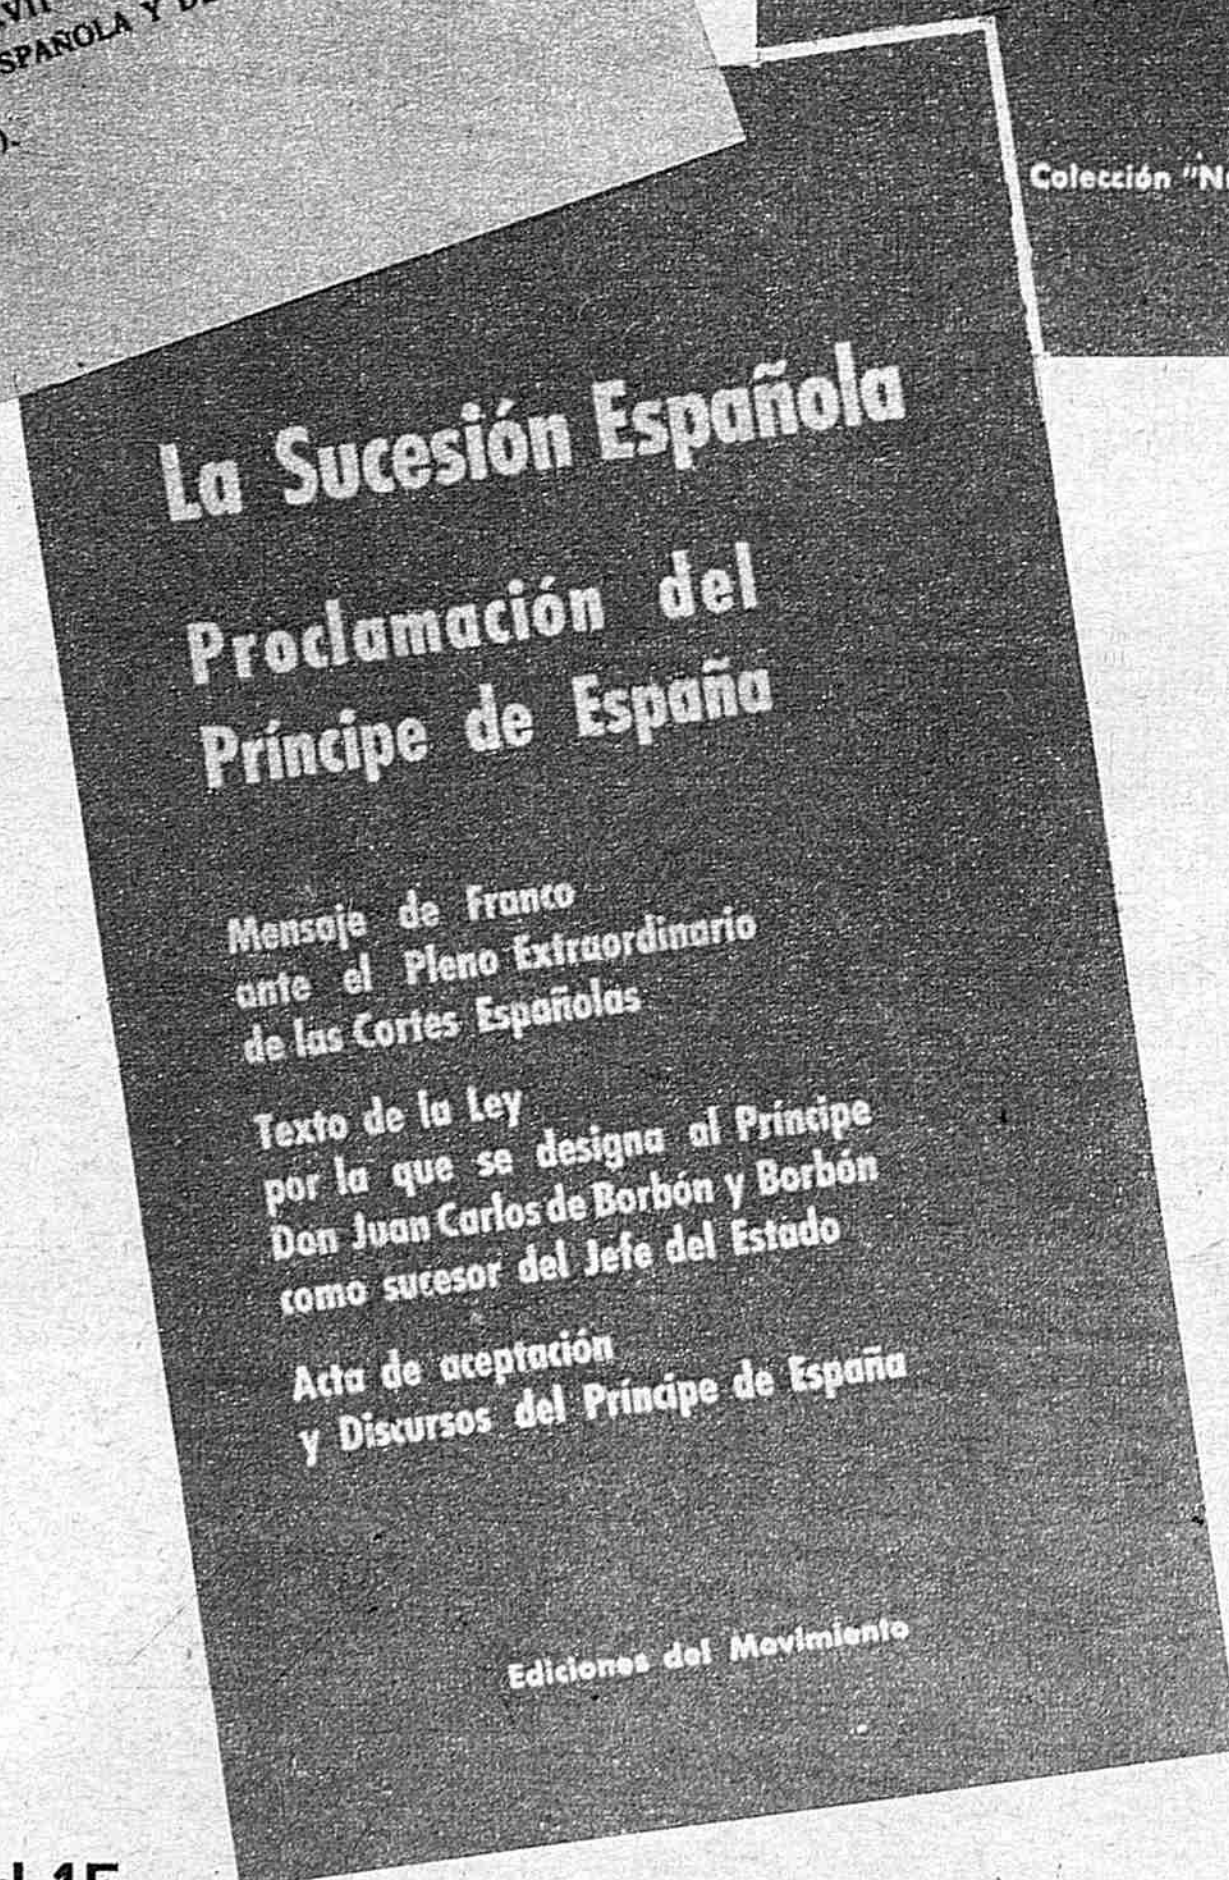 ESPAÑOLA Y
).
Colección "N
La Sucesión Española
Proclamación del
Príncipe de España
Mensaje de Franco
ante el Pleno Extraordinario
de las Cortes Españolas
Texto de la Ley
por la que se designa al Príncipe
Don Juan Carlos de Borbón y Borbón
como sucesor del Jefe del Estado
Acta de aceptación
y Discursos del Príncipe de España
Ediciones del Movimiento